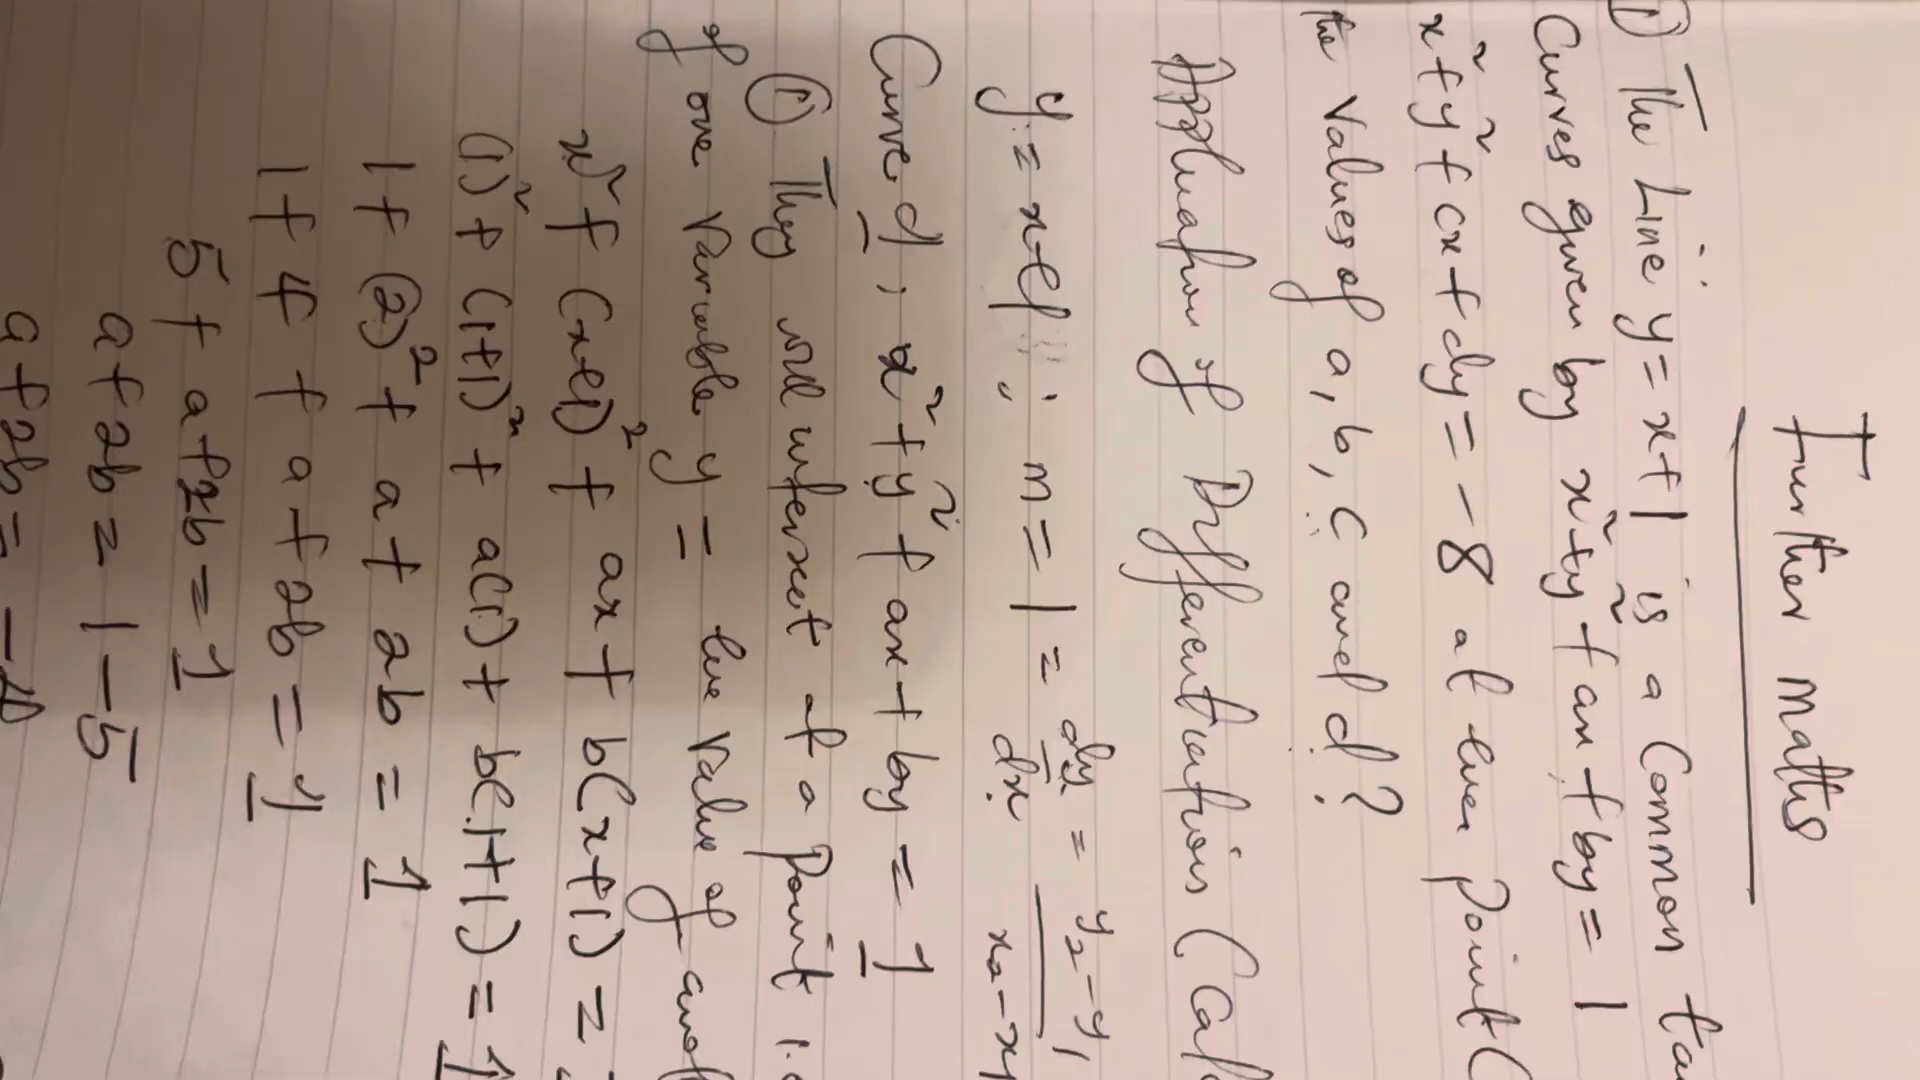 Further maths
① The Line y = x+1 is a Common ta
Curves given by x²+y²+ax+by = 1
x²+y²+cx+dy = -8 at the point (
the values of a, b, c and d?
Application of Differentiation (Cal
y = x+1; m = 1 = dy/dx = y₂-y₁/x₂-x₁
Curve 1, x²+y²+ax+by = 1
① They will intersect at a point i.e
of one variable y = the value of anoth
x²+(x+1)²+ax+b(x+1) =
(1)²+(1+1)²+a(1)+b(1+1) = 1
1+(2)²+a+2b = 1
1+4+a+2b = 1
5+a+2b = 1
a+2b = 1-5
a+2b = -4